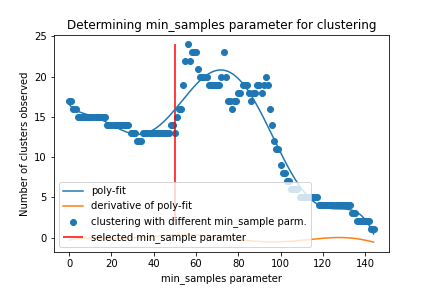 Determining min_samples parameter for clustering
Number of clusters observed
25
20
15
10
5
0
poly-fit
derivative of poly-fit
clustering with different min_sample parm.
selected min_sample paramter
0
20
40
60
80
100
120
140
min_samples parameter